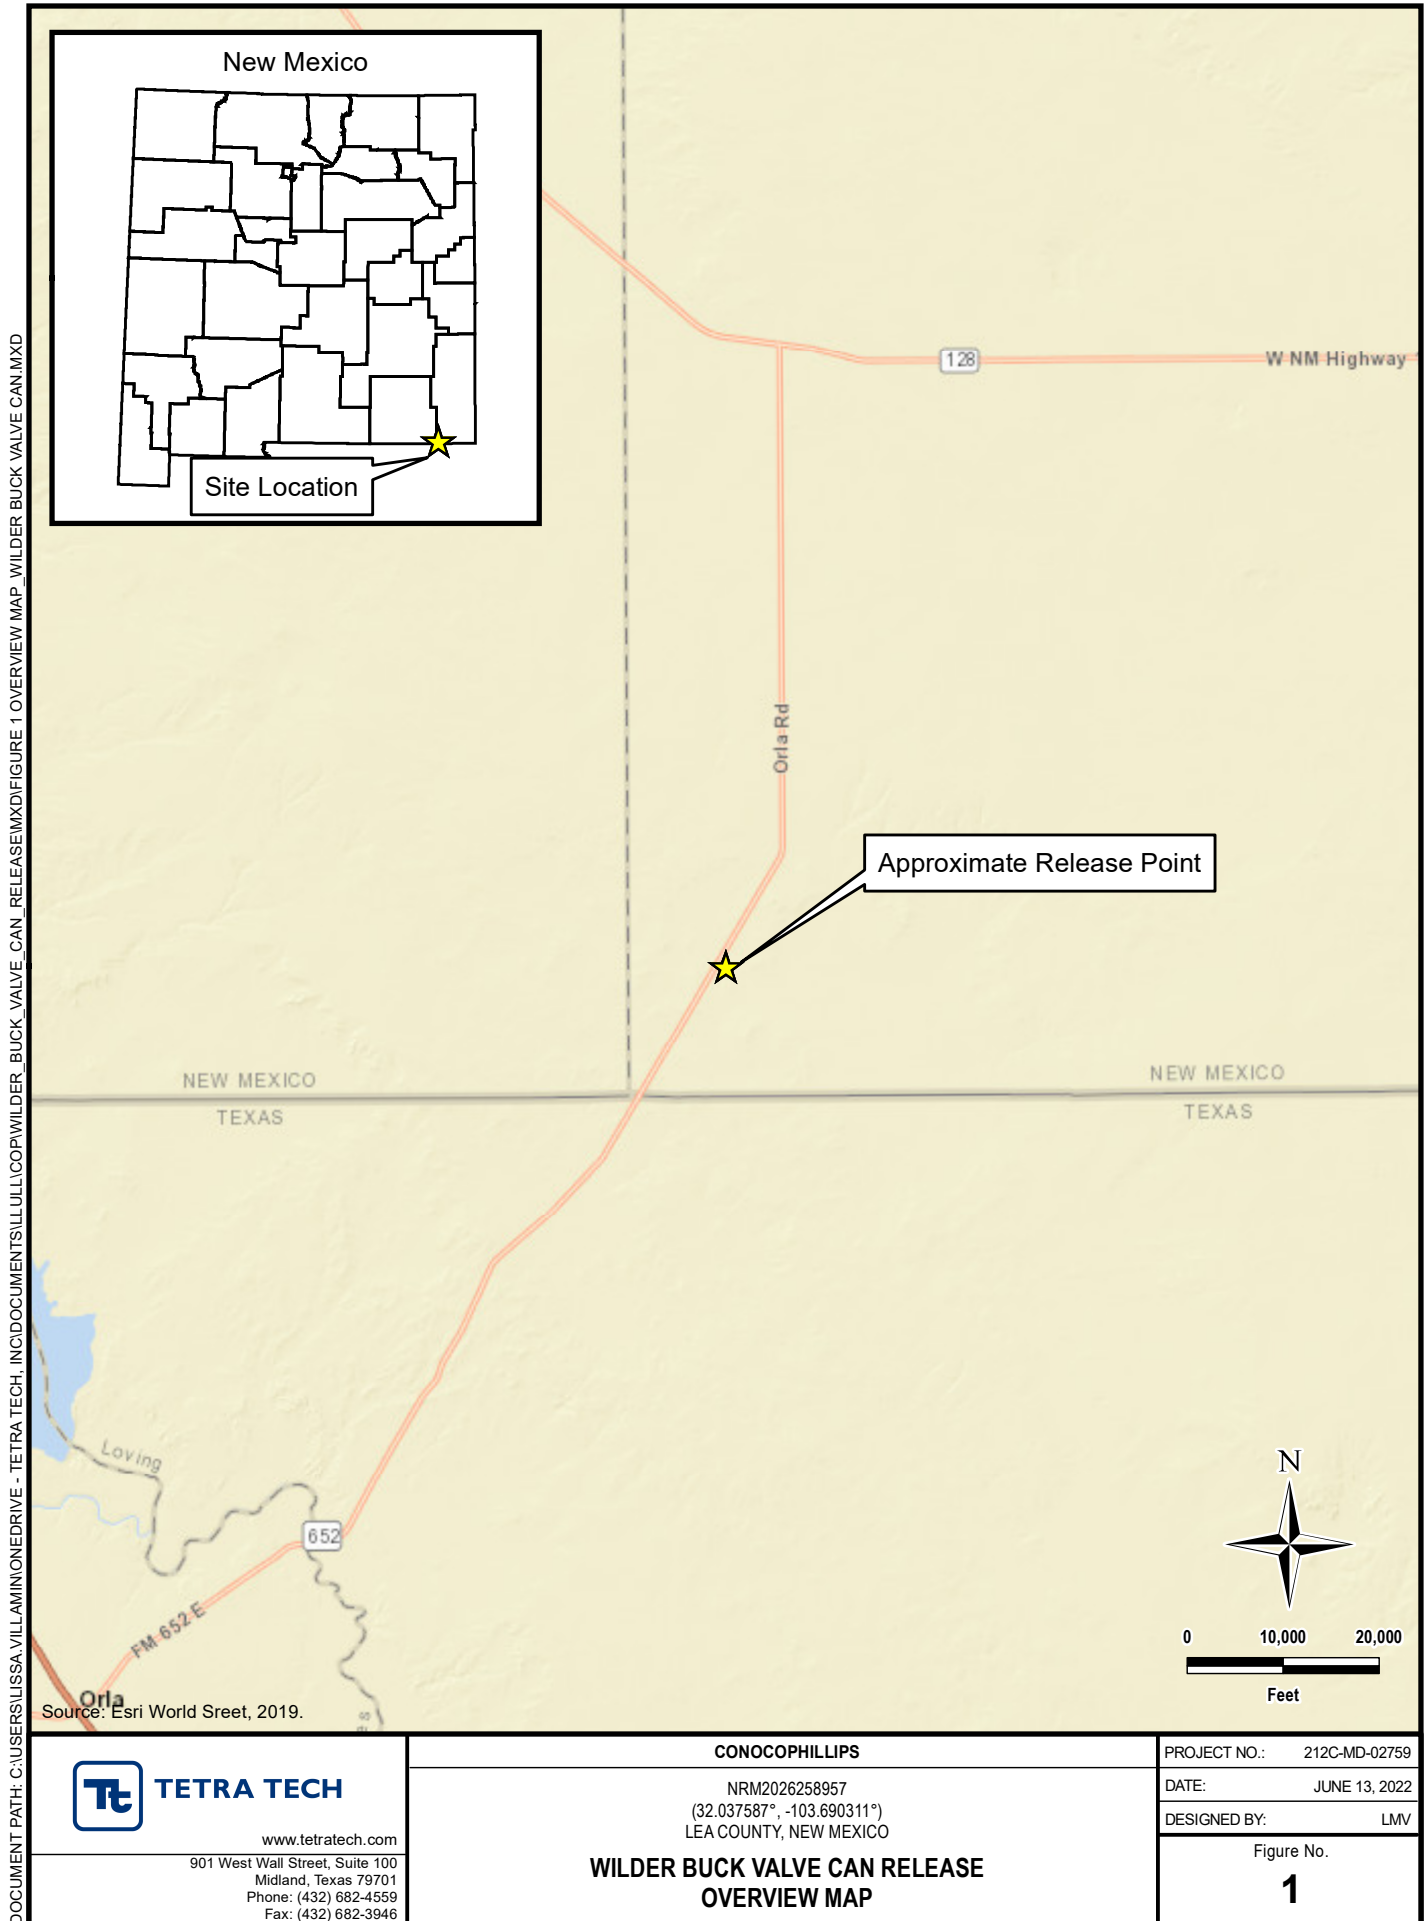 New Mexico
Site Location
128
W NM Highway
Orla Rd
Approximate Release Point
NEW MEXICO
TEXAS
NEW MEXICO
TEXAS
Loving
652
FM 652 E
Orla
Source: Esri World Sreet, 2019.
N
0 10,000 20,000
Feet
DOCUMENT PATH: C:\USERS\LISSA.VILLAMIN\ONEDRIVE - TETRA TECH, INC\DOCUMENTS\LLULL\COP\WILDER_BUCK_VALVE_CAN_RELEASE\MXD\FIGURE 1 OVERVIEW MAP_WILDER BUCK VALVE CAN.MXD
Tt TETRA TECH
www.tetratech.com
901 West Wall Street, Suite 100
Midland, Texas 79701
Phone: (432) 682-4559
Fax: (432) 682-3946
CONOCOPHILLIPS
NRM2026258957
(32.037587°, -103.690311°)
LEA COUNTY, NEW MEXICO
WILDER BUCK VALVE CAN RELEASE
OVERVIEW MAP
PROJECT NO.: 212C-MD-02759
DATE: JUNE 13, 2022
DESIGNED BY: LMV
Figure No.
1